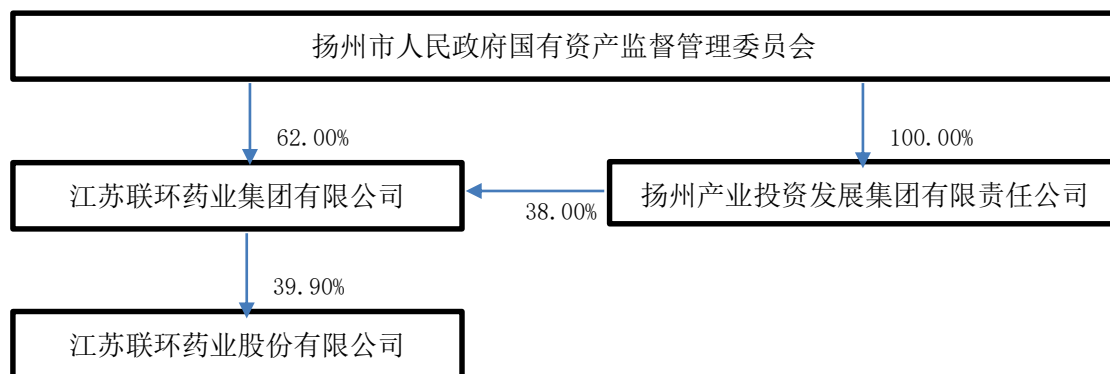 扬州市人民政府国有资产监督管理委员会
62.00%
100.00%
江苏联环药业集团有限公司
扬州产业投资发展集团有限责任公司
38.00%
39.90%
江苏联环药业股份有限公司